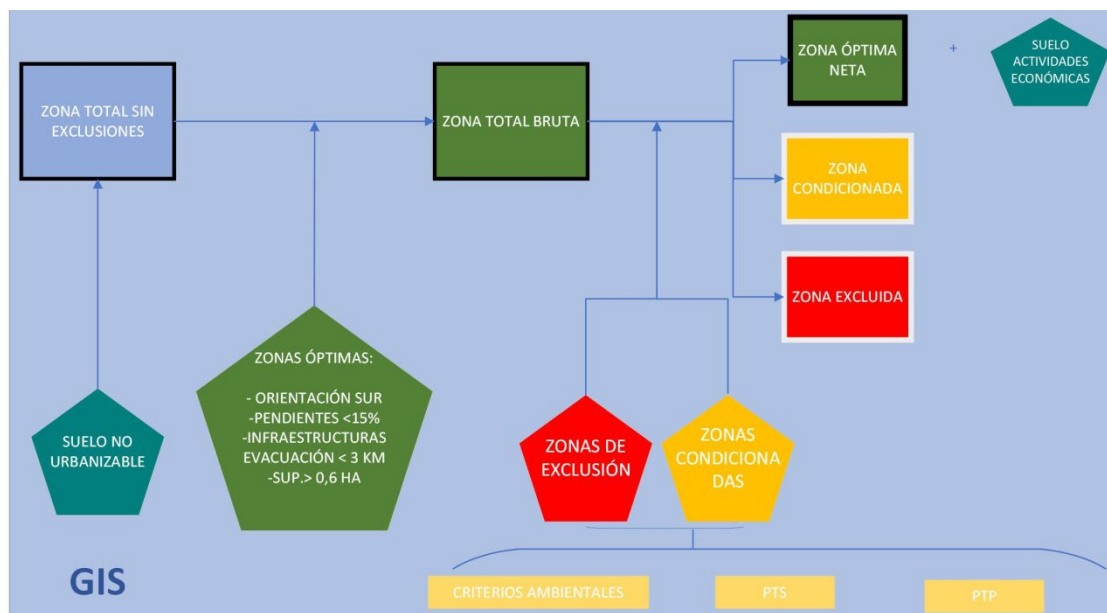 ZONA TOTAL SIN
EXCLUSIONES
ZONA TOTAL BRUTA
ZONA ÓPTIMA
NETA
+
SUELO
ACTIVIDADES
ECONÓMICAS
ZONA
CONDICIONADA
ZONA EXCLUIDA
ZONAS ÓPTIMAS:
- ORIENTACIÓN SUR
-PENDIENTES <15%
-INFRAESTRUCTURAS
EVACUACIÓN < 3 KM
-SUP.> 0,6 HA
SUELO NO
URBANIZABLE
ZONAS DE
EXCLUSIÓN
ZONAS
CONDICIONA
DAS
GIS
CRITERIOS AMBIENTALES
PTS
PTP